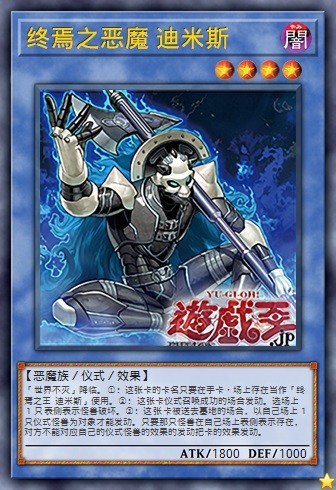 终焉之恶魔 迪米斯
闇
YU-GI-OH!
遊戯王
.JP
【恶魔族／仪式／效果】
「世界不灭」降临。①：这张卡的卡名只要在手卡·场上存在当作「终
焉之王 迪米斯」使用。②：这张卡仪式召唤成功的场合发动。选场上
1只表侧表示怪兽破坏。③：这张卡被送去墓地的场合，以自己场上1
只仪式怪兽为对象才能发动。只要那只怪兽在自己场上表侧表示存在，
对方不能对应自己的仪式怪兽的效果的发动把卡的效果发动。
ATK/1800 DEF/1000